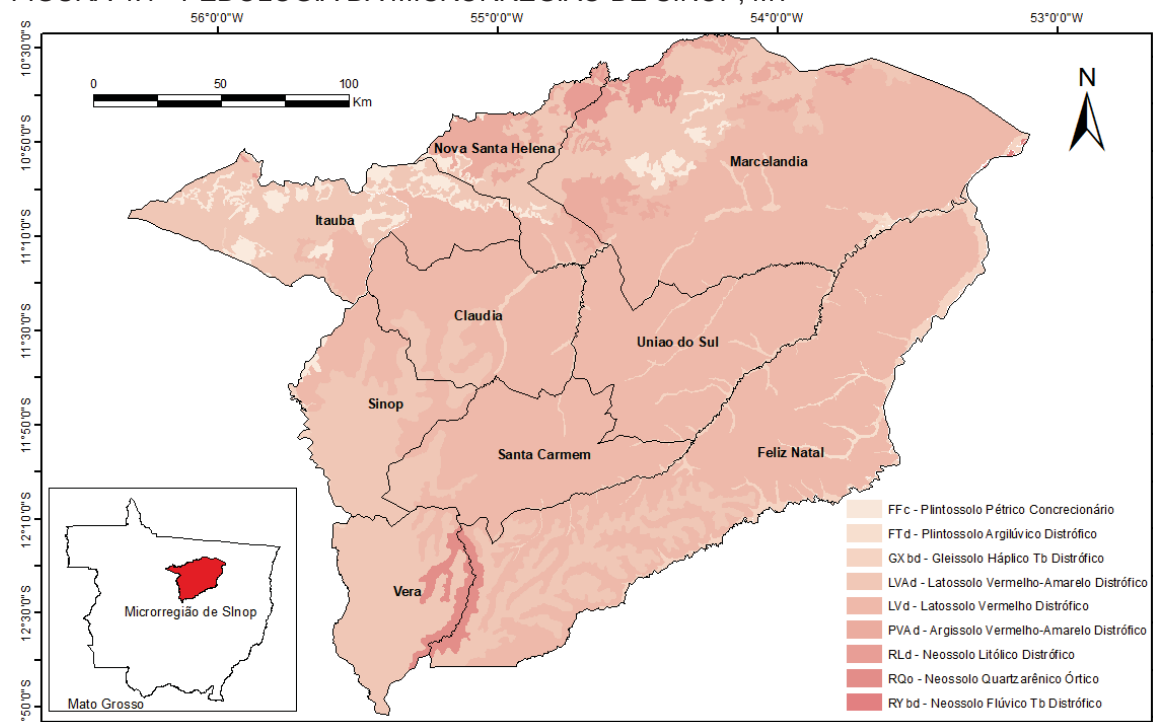 56°0'0"W 55°0'0"W 54°0'0"W 53°0'0"W
10°30'0"S
10°50'0"S
11°10'0"S
11°30'0"S
11°50'0"S
12°10'0"S
12°30'0"S
°50'0"S
0 50 100
Km
N
Nova Santa Helena
Marcelandia
Itauba
Claudia
Uniao do Sul
Sinop
Santa Carmem
Feliz Natal
Vera
Microrregião de SInop
Mato Grosso
FFc - Plintossolo Pétrico Concrecionário
FTd - Plintossolo Argilúvico Distrófico
GXbd - Gleissolo Háplico Tb Distrófico
LVAd - Latossolo Vermelho-Amarelo Distrófico
LVd - Latossolo Vermelho Distrófico
PVAd - Argissolo Vermelho-Amarelo Distrófico
RLd - Neossolo Litólico Distrófico
RQo - Neossolo Quartzarênico Órtico
RYbd - Neossolo Flúvico Tb Distrófico